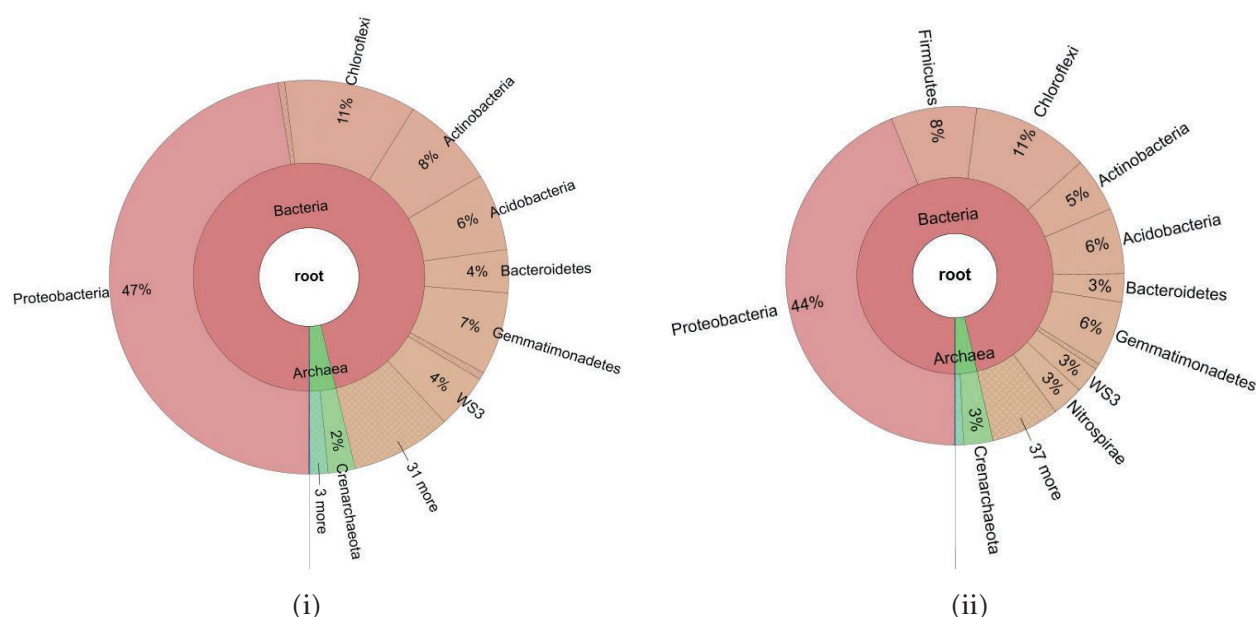 Chloroflexi
11%
Actinobacteria
8%
Acidobacteria
6%
Bacteroidetes
4%
Gemmatimonadetes
7%
WS3
4%
31 more
Crenarchaeota
2%
3 more
Proteobacteria
47%
Bacteria
root
Archaea
(i)
Firmicutes
8%
Chloroflexi
11%
Actinobacteria
5%
Acidobacteria
6%
Bacteroidetes
3%
Gemmatimonadetes
6%
WS3
3%
Nitrospirae
3%
37 more
Crenarchaeota
3%
Proteobacteria
44%
Bacteria
root
Archaea
(ii)